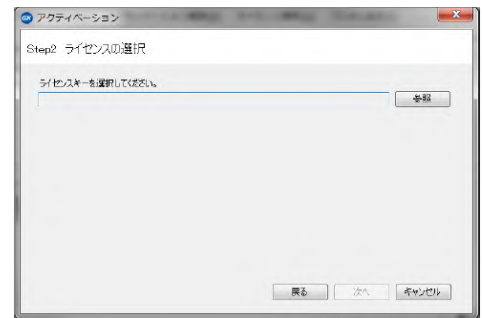 アクティベーション
Step2 ライセンスの選択
ライセンスキーを選択してください。
参照
戻る
次へ
キャンセル